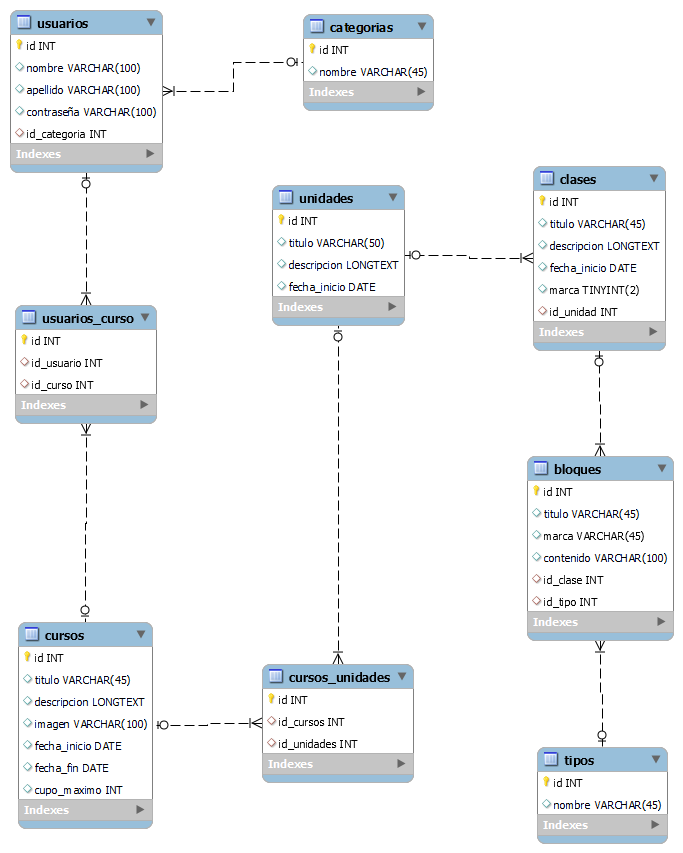 usuarios
id INT
nombre VARCHAR(100)
apellido VARCHAR(100)
contraseña VARCHAR(100)
id_categoria INT
Indexes
categorias
id INT
nombre VARCHAR(45)
Indexes
unidades
id INT
titulo VARCHAR(50)
descripcion LONGTEXT
fecha_inicio DATE
Indexes
clases
id INT
titulo VARCHAR(45)
descripcion LONGTEXT
fecha_inicio DATE
marca TINYINT(2)
id_unidad INT
Indexes
usuarios_curso
id INT
id_usuario INT
id_curso INT
Indexes
bloques
id INT
titulo VARCHAR(45)
marca VARCHAR(45)
contenido VARCHAR(100)
id_clase INT
id_tipo INT
Indexes
cursos
id INT
titulo VARCHAR(45)
descripcion LONGTEXT
imagen VARCHAR(100)
fecha_inicio DATE
fecha_fin DATE
cupo_maximo INT
Indexes
cursos_unidades
id INT
id_cursos INT
id_unidades INT
Indexes
tipos
id INT
nombre VARCHAR(45)
Indexes